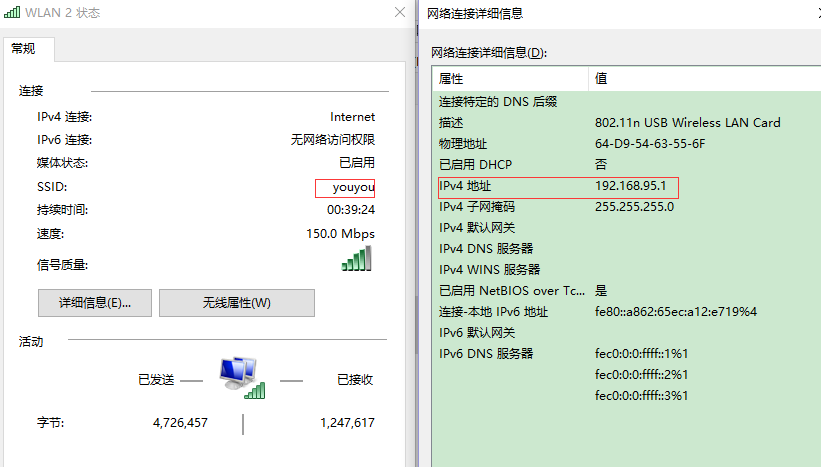 WLAN 2 状态
常规
连接
IPv4 连接: Internet
IPv6 连接: 无网络访问权限
媒体状态: 已启用
SSID: youyou
持续时间: 00:39:24
速度: 150.0 Mbps
信号质量:
详细信息(E)... 无线属性(W)
活动
已发送 已接收
字节: 4,726,457 1,247,617
网络连接详细信息
网络连接详细信息(D):
属性 值
连接特定的 DNS 后缀
描述 802.11n USB Wireless LAN Card
物理地址 64-D9-54-63-55-6F
已启用 DHCP 否
IPv4 地址 192.168.95.1
IPv4 子网掩码 255.255.255.0
IPv4 默认网关
IPv4 DNS 服务器
IPv4 WINS 服务器
已启用 NetBIOS over Tc... 是
连接-本地 IPv6 地址 fe80::a862:65ec:a12:e719%4
IPv6 默认网关
IPv6 DNS 服务器 fec0:0:0:ffff::1%1
fec0:0:0:ffff::2%1
fec0:0:0:ffff::3%1